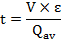 t = V × ε / Q_av